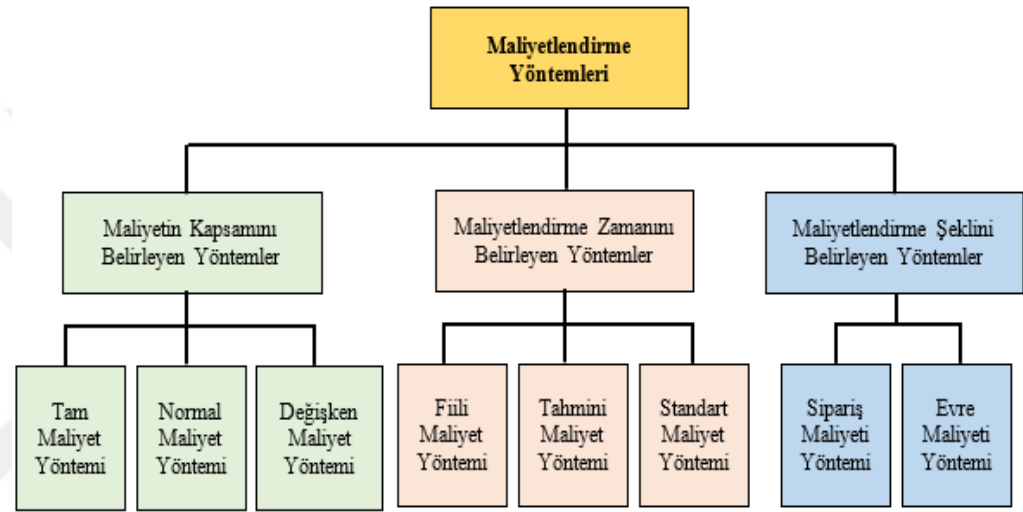 Maliyetlendirme
Yöntemleri
Maliyetin Kapsamını
Belirleyen Yöntemler
Maliyetlendirme Zamanını
Belirleyen Yöntemler
Maliyetlendirme Şeklini
Belirleyen Yöntemler
Tam
Maliyet
Yöntemi
Normal
Maliyet
Yöntemi
Değişken
Maliyet
Yöntemi
Fiili
Maliyet
Yöntemi
Tahmini
Maliyet
Yöntemi
Standart
Maliyet
Yöntemi
Sipariş
Maliyeti
Yöntemi
Evre
Maliyeti
Yöntemi